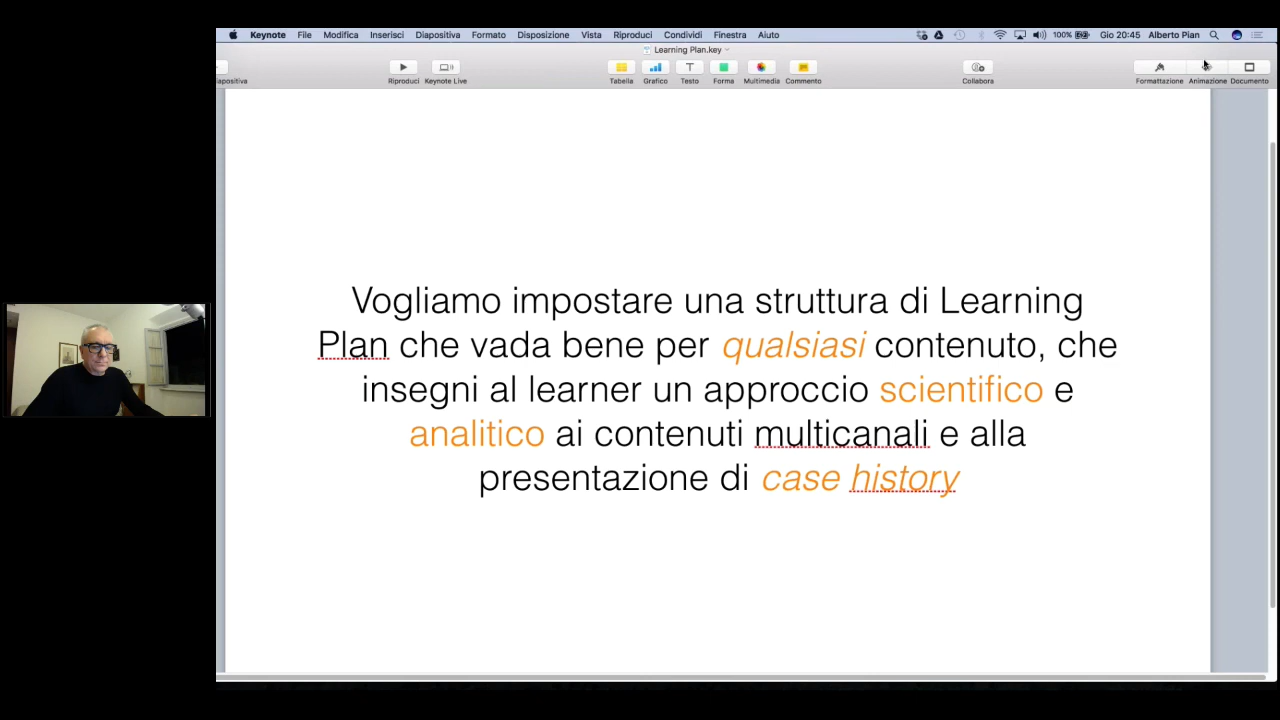 Keynote File Modifica Inserisci Diapositiva Formato Disposizione Vista Riproduci Condividi Finestra Aiuto 100% Gio 20:45 Alberto Pian
Learning Plan.key
iapositiva Riproduci Keynote Live Tabella Grafico Testo Forma Multimedia Commento Collabora Formattazione Animazione Documento
Vogliamo impostare una struttura di Learning
Plan che vada bene per qualsiasi contenuto, che
insegni al learner un approccio scientifico e
analitico ai contenuti multicanali e alla
presentazione di case history